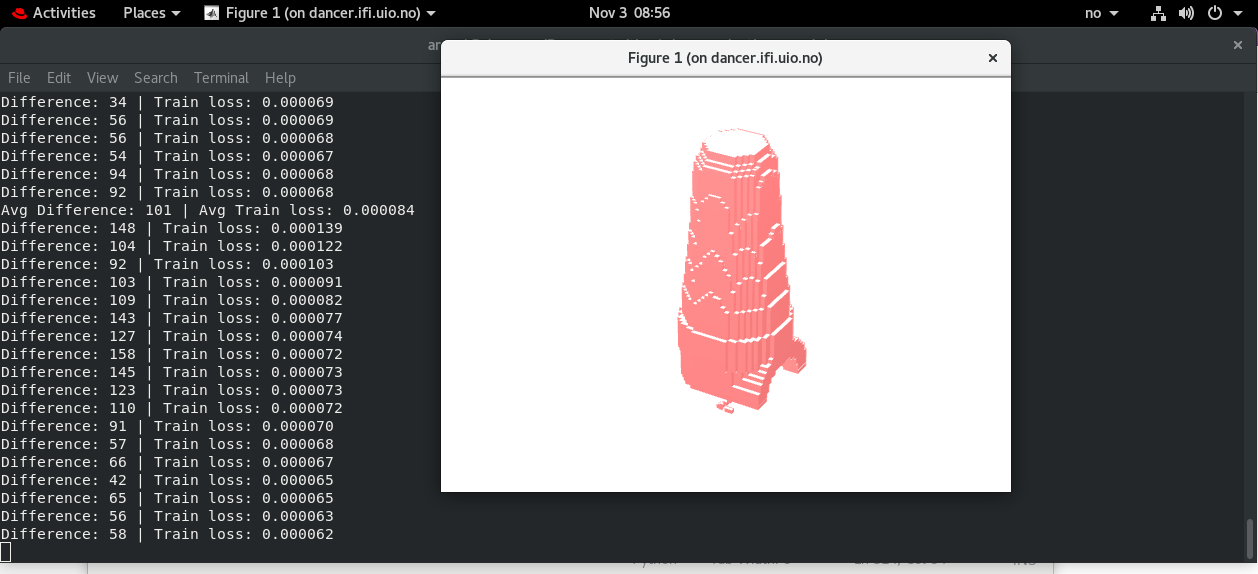 Activities Places Figure 1 (on dancer.ifi.uio.no) Nov 3 08:56 no
Figure 1 (on dancer.ifi.uio.no)
File Edit View Search Terminal Help
Difference: 34 | Train loss: 0.000069
Difference: 56 | Train loss: 0.000069
Difference: 56 | Train loss: 0.000068
Difference: 54 | Train loss: 0.000067
Difference: 94 | Train loss: 0.000068
Difference: 92 | Train loss: 0.000068
Avg Difference: 101 | Avg Train loss: 0.000084
Difference: 148 | Train loss: 0.000139
Difference: 104 | Train loss: 0.000122
Difference: 92 | Train loss: 0.000103
Difference: 103 | Train loss: 0.000091
Difference: 109 | Train loss: 0.000082
Difference: 143 | Train loss: 0.000077
Difference: 127 | Train loss: 0.000074
Difference: 158 | Train loss: 0.000072
Difference: 145 | Train loss: 0.000073
Difference: 123 | Train loss: 0.000073
Difference: 110 | Train loss: 0.000072
Difference: 91 | Train loss: 0.000070
Difference: 57 | Train loss: 0.000068
Difference: 66 | Train loss: 0.000067
Difference: 42 | Train loss: 0.000065
Difference: 65 | Train loss: 0.000065
Difference: 56 | Train loss: 0.000063
Difference: 58 | Train loss: 0.000062